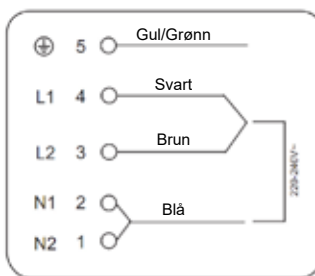 5 Gul/Grønn
L1 4 Svart
L2 3 Brun
N1 2 Blå
N2 1
220-240V~